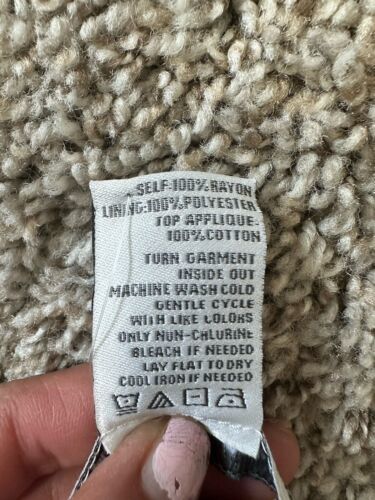 SELF:100%RAYON
LINING:100%POLYESTER
TOP APPLIQUE-
100%COTTON
TURN GARMENT
INSIDE OUT
MACHINE WASH COLD
GENTLE CYCLE
WITH LIKE COLORS
ONLY NON-CHLORINE
BLEACH IF NEEDED
LAY FLAT TO DRY
COOL IRON IF NEEDED